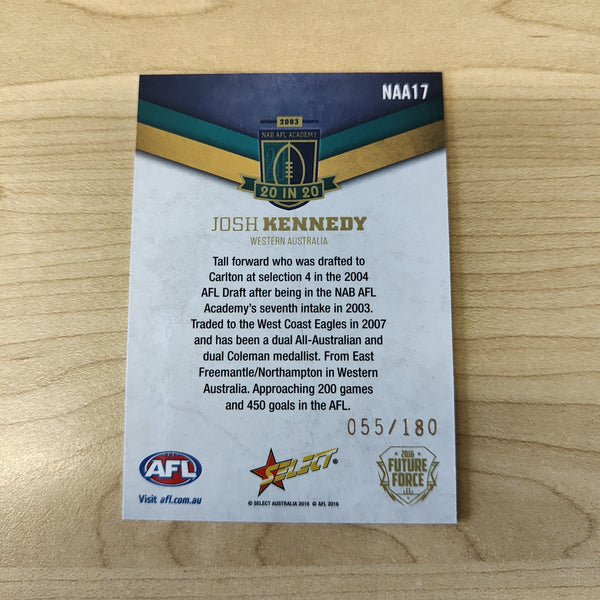 NAA17
2003
NAB AFL ACADEMY
20 IN 20
JOSH KENNEDY
WESTERN AUSTRALIA
Tall forward who was drafted to
Carlton at selection 4 in the 2004
AFL Draft after being in the NAB AFL
Academy's seventh intake in 2003.
Traded to the West Coast Eagles in 2007
and has been a dual All-Australian and
dual Coleman medallist. From East
Freemantle/Northampton in Western
Australia. Approaching 200 games
and 450 goals in the AFL.
055/180
AFL
Visit afl.com.au
SELECT
© SELECT AUSTRALIA 2016 © AFL 2016
2016
FUTURE
FORCE